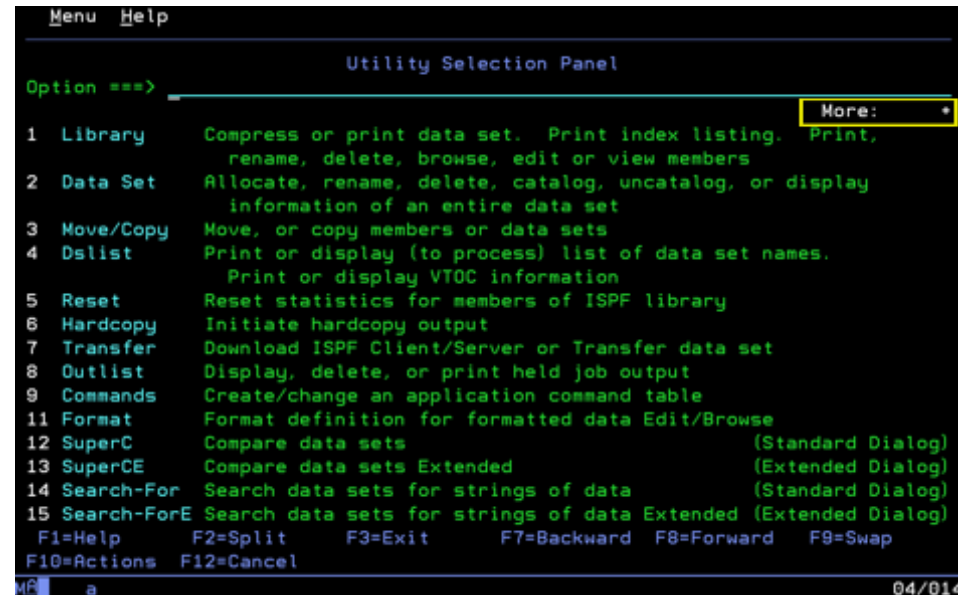 Menu Help
Utility Selection Panel
Option ===>
More: +
1 Library Compress or print data set. Print index listing. Print,
rename, delete, browse, edit or view members
2 Data Set Allocate, rename, delete, catalog, uncatalog, or display
information of an entire data set
3 Move/Copy Move, or copy members or data sets
4 Dslist Print or display (to process) list of data set names.
Print or display VTOC information
5 Reset Reset statistics for members of ISPF library
6 Hardcopy Initiate hardcopy output
7 Transfer Download ISPF Client/Server or Transfer data set
8 Outlist Display, delete, or print held job output
9 Commands Create/change an application command table
11 Format Format definition for formatted data Edit/Browse
12 SuperC Compare data sets (Standard Dialog)
13 SuperCE Compare data sets Extended (Extended Dialog)
14 Search-For Search data sets for strings of data (Standard Dialog)
15 Search-ForE Search data sets for strings of data Extended (Extended Dialog)
F1=Help F2=Split F3=Exit F7=Backward F8=Forward F9=Swap
F10=Actions F12=Cancel
MA a 04/014